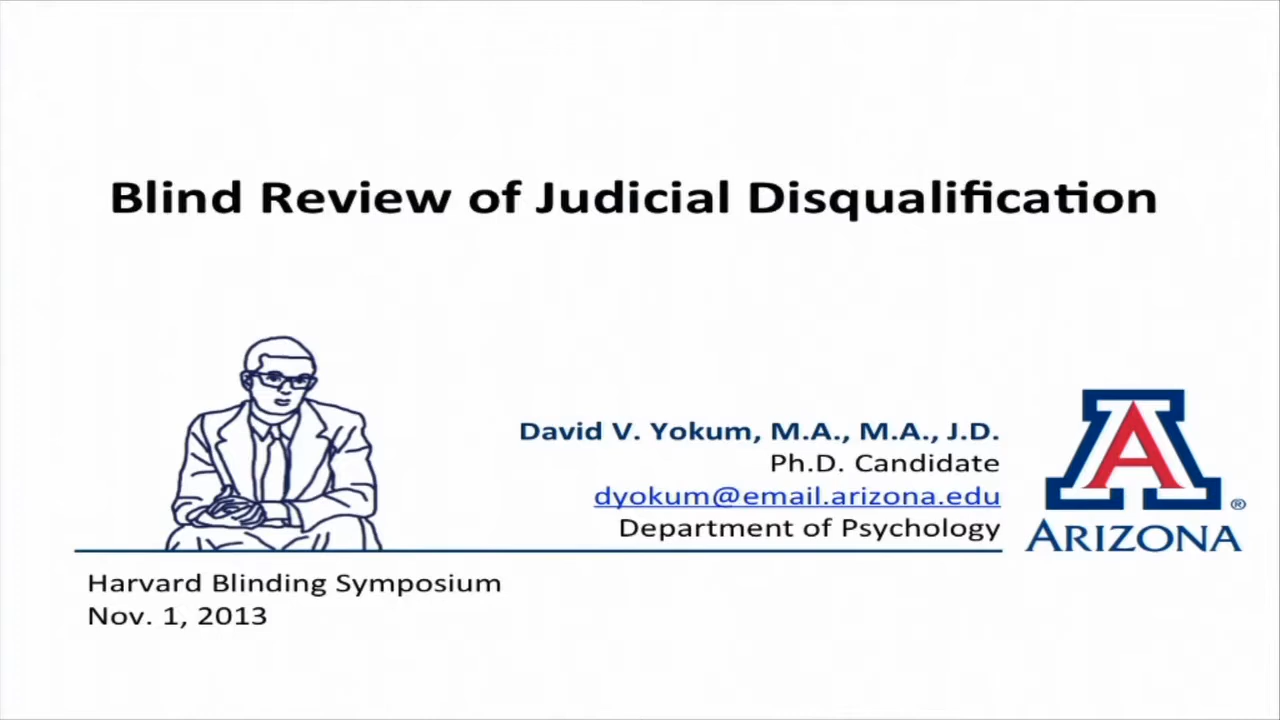 Blind Review of Judicial Disqualification
David V. Yokum, M.A., M.A., J.D.
Ph.D. Candidate
dyokum@email.arizona.edu
Department of Psychology
A
®
ARIZONA
Harvard Blinding Symposium
Nov. 1, 2013